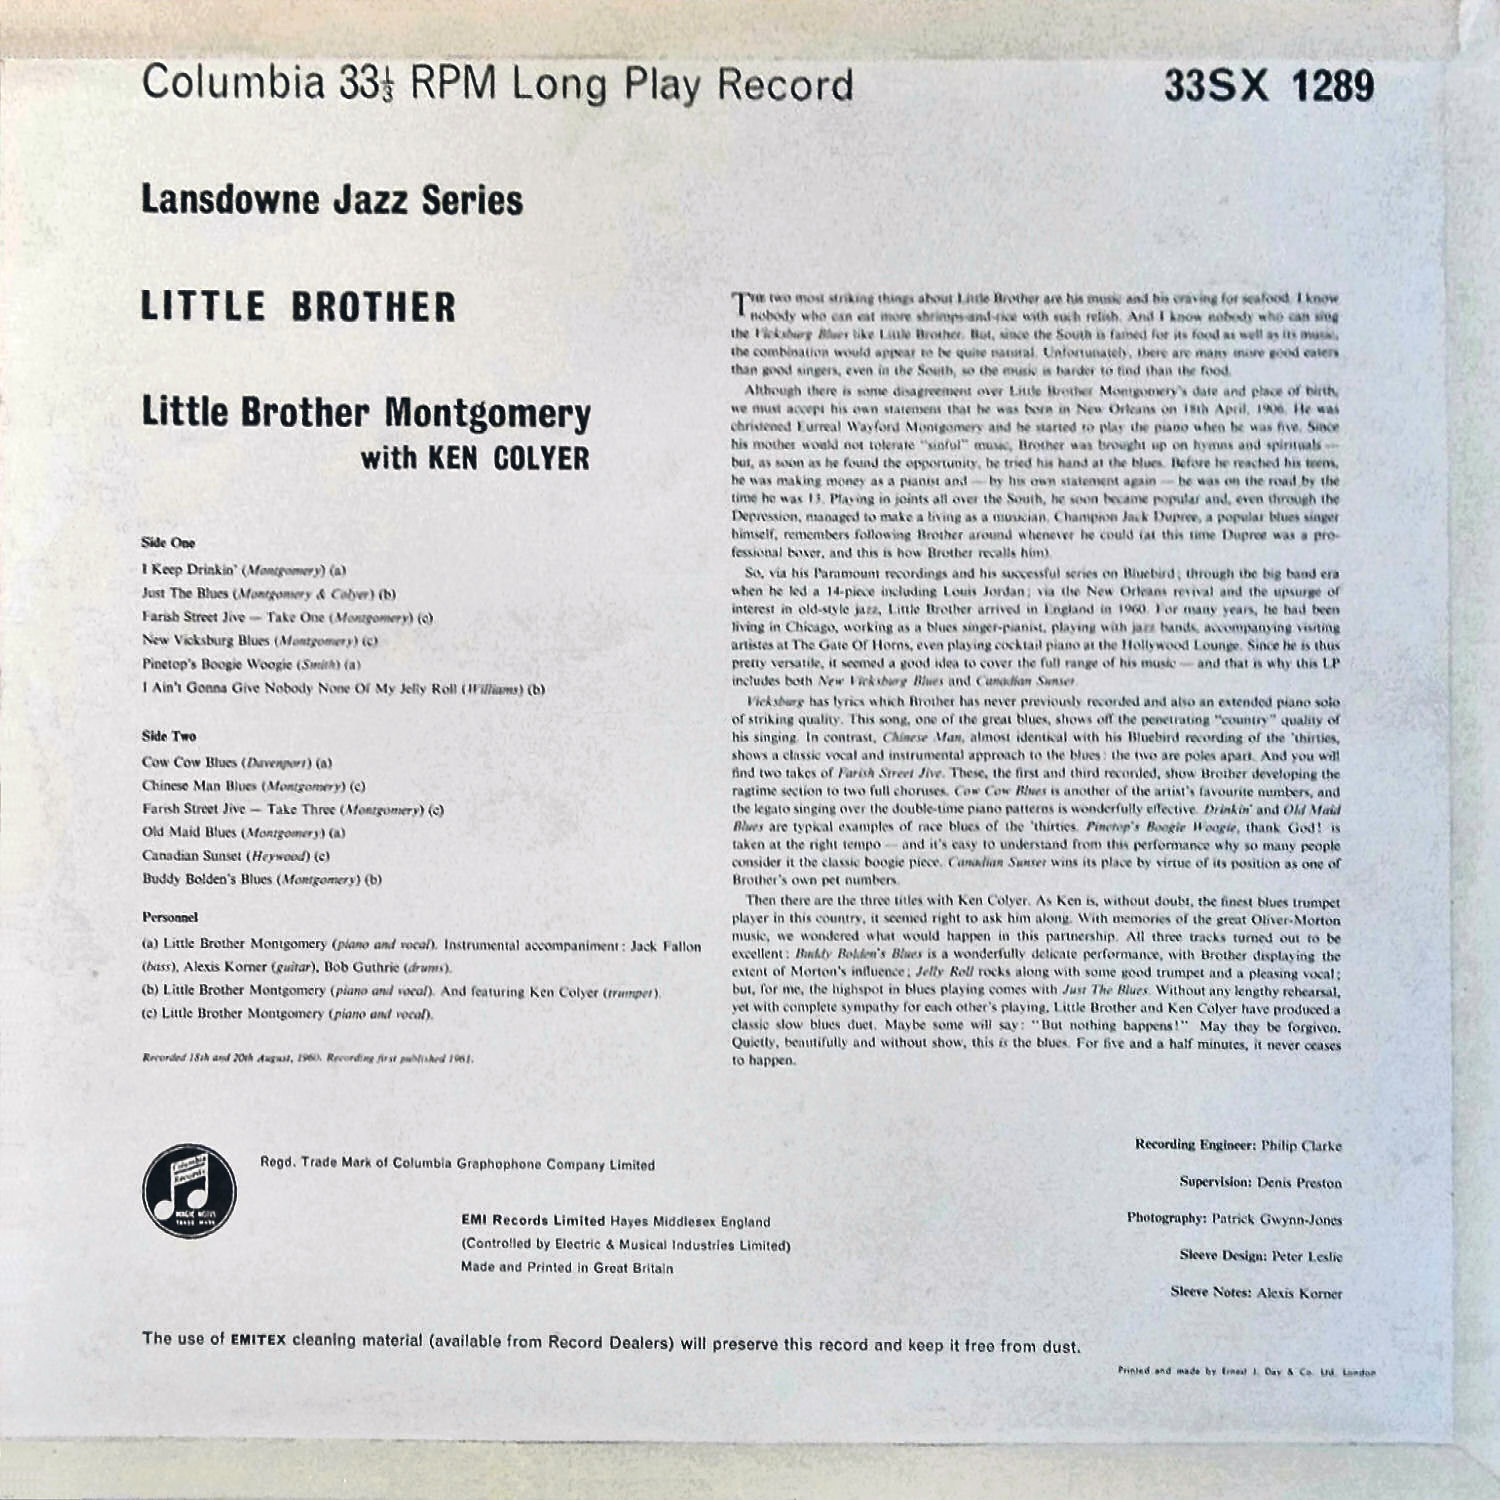 Columbia 33⅓ RPM Long Play Record
33SX 1289
Lansdowne Jazz Series
LITTLE BROTHER
Little Brother Montgomery
with KEN COLYER
Side One
I Keep Drinkin' (Montgomery) (a)
Just The Blues (Montgomery & Colyer) (b)
Farish Street Jive — Take One (Montgomery) (c)
New Vicksburg Blues (Montgomery) (c)
Pinetop's Boogie Woogie (Smith) (a)
I Ain't Gonna Give Nobody None Of My Jelly Roll (Williams) (b)
Side Two
Cow Cow Blues (Davenport) (a)
Chinese Man Blues (Montgomery) (c)
Farish Street Jive — Take Three (Montgomery) (c)
Old Maid Blues (Montgomery) (a)
Canadian Sunset (Heywood) (c)
Buddy Bolden's Blues (Montgomery) (b)
Personnel
(a) Little Brother Montgomery (piano and vocal). Instrumental accompaniment: Jack Fallon
(bass), Alexis Korner (guitar), Bob Guthrie (drums).
(b) Little Brother Montgomery (piano and vocal). And featuring Ken Colyer (trumpet).
(c) Little Brother Montgomery (piano and vocal).
Recorded 18th and 20th August, 1960. Recording first published 1961.
THE two most striking things about Little Brother are his music and his craving for seafood. I know
nobody who can eat more shrimps-and-rice with such relish. And I know nobody who can sing
the Vicksburg Blues like Little Brother. But, since the South is famed for its food as well as its music,
the combination would appear to be quite natural. Unfortunately, there are many more good eaters
than good singers, even in the South, so the music is harder to find than the food.
Although there is some disagreement over Little Brother Montgomery's date and place of birth,
we must accept his own statement that he was born in New Orleans on 18th April, 1906. He was
christened Eurreal Wayford Montgomery and he started to play the piano when he was five. Since
his mother would not tolerate "sinful" music, Brother was brought up on hymns and spirituals —
but, as soon as he found the opportunity, he tried his hand at the blues. Before he reached his teens,
he was making money as a pianist and — by his own statement again — he was on the road by the
time he was 13. Playing in joints all over the South, he soon became popular and, even through the
Depression, managed to make a living as a musician. Champion Jack Dupree, a popular blues singer
himself, remembers following Brother around whenever he could (at this time Dupree was a pro-
fessional boxer, and this is how Brother recalls him).
So, via his Paramount recordings and his successful series on Bluebird; through the big band era
when he led a 14-piece including Louis Jordan; via the New Orleans revival and the upsurge of
interest in old-style jazz, Little Brother arrived in England in 1960. For many years, he had been
living in Chicago, working as a blues singer-pianist, playing with jazz bands, accompanying visiting
artistes at The Gate Of Horns, even playing cocktail piano at the Hollywood Lounge. Since he is thus
pretty versatile, it seemed a good idea to cover the full range of his music — and that is why this LP
includes both New Vicksburg Blues and Canadian Sunset.
Vicksburg has lyrics which Brother has never previously recorded and also an extended piano solo
of striking quality. This song, one of the great blues, shows off the penetrating "country" quality of
his singing. In contrast, Chinese Man, almost identical with his Bluebird recording of the 'thirties,
shows a classic vocal and instrumental approach to the blues: the two are poles apart. And you will
find two takes of Farish Street Jive. These, the first and third recorded, show Brother developing the
ragtime section to two full choruses. Cow Cow Blues is another of the artist's favourite numbers, and
the legato singing over the double-time piano patterns is wonderfully effective. Drinkin' and Old Maid
Blues are typical examples of race blues of the 'thirties. Pinetop's Boogie Woogie, thank God! is
taken at the right tempo — and it's easy to understand from this performance why so many people
consider it the classic boogie piece. Canadian Sunset wins its place by virtue of its position as one of
Brother's own pet numbers.
Then there are the three titles with Ken Colyer. As Ken is, without doubt, the finest blues trumpet
player in this country, it seemed right to ask him along. With memories of the great Oliver-Morton
music, we wondered what would happen in this partnership. All three tracks turned out to be
excellent: Buddy Bolden's Blues is a wonderfully delicate performance, with Brother displaying the
extent of Morton's influence; Jelly Roll rocks along with some good trumpet and a pleasing vocal;
but, for me, the highspot in blues playing comes with Just The Blues. Without any lengthy rehearsal,
yet with complete sympathy for each other's playing, Little Brother and Ken Colyer have produced a
classic slow blues duet. Maybe some will say: "But nothing happens!" May they be forgiven.
Quietly, beautifully and without show, this is the blues. For five and a half minutes, it never ceases
to happen.
Columbia
Records
MAGIC NOTES
TRADE MARK
Regd. Trade Mark of Columbia Graphophone Company Limited
EMI Records Limited Hayes Middlesex England
(Controlled by Electric & Musical Industries Limited)
Made and Printed in Great Britain
Recording Engineer: Philip Clarke
Supervision: Denis Preston
Photography: Patrick Gwynn-Jones
Sleeve Design: Peter Leslie
Sleeve Notes: Alexis Korner
The use of EMITEX cleaning material (available from Record Dealers) will preserve this record and keep it free from dust.
Printed and made by Ernest J. Day & Co. Ltd. London